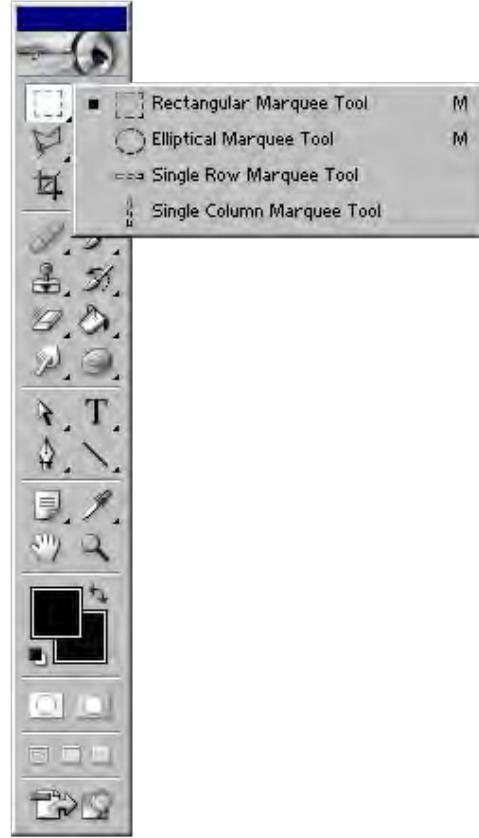 Rectangular Marquee Tool M
Elliptical Marquee Tool M
Single Row Marquee Tool
Single Column Marquee Tool
T